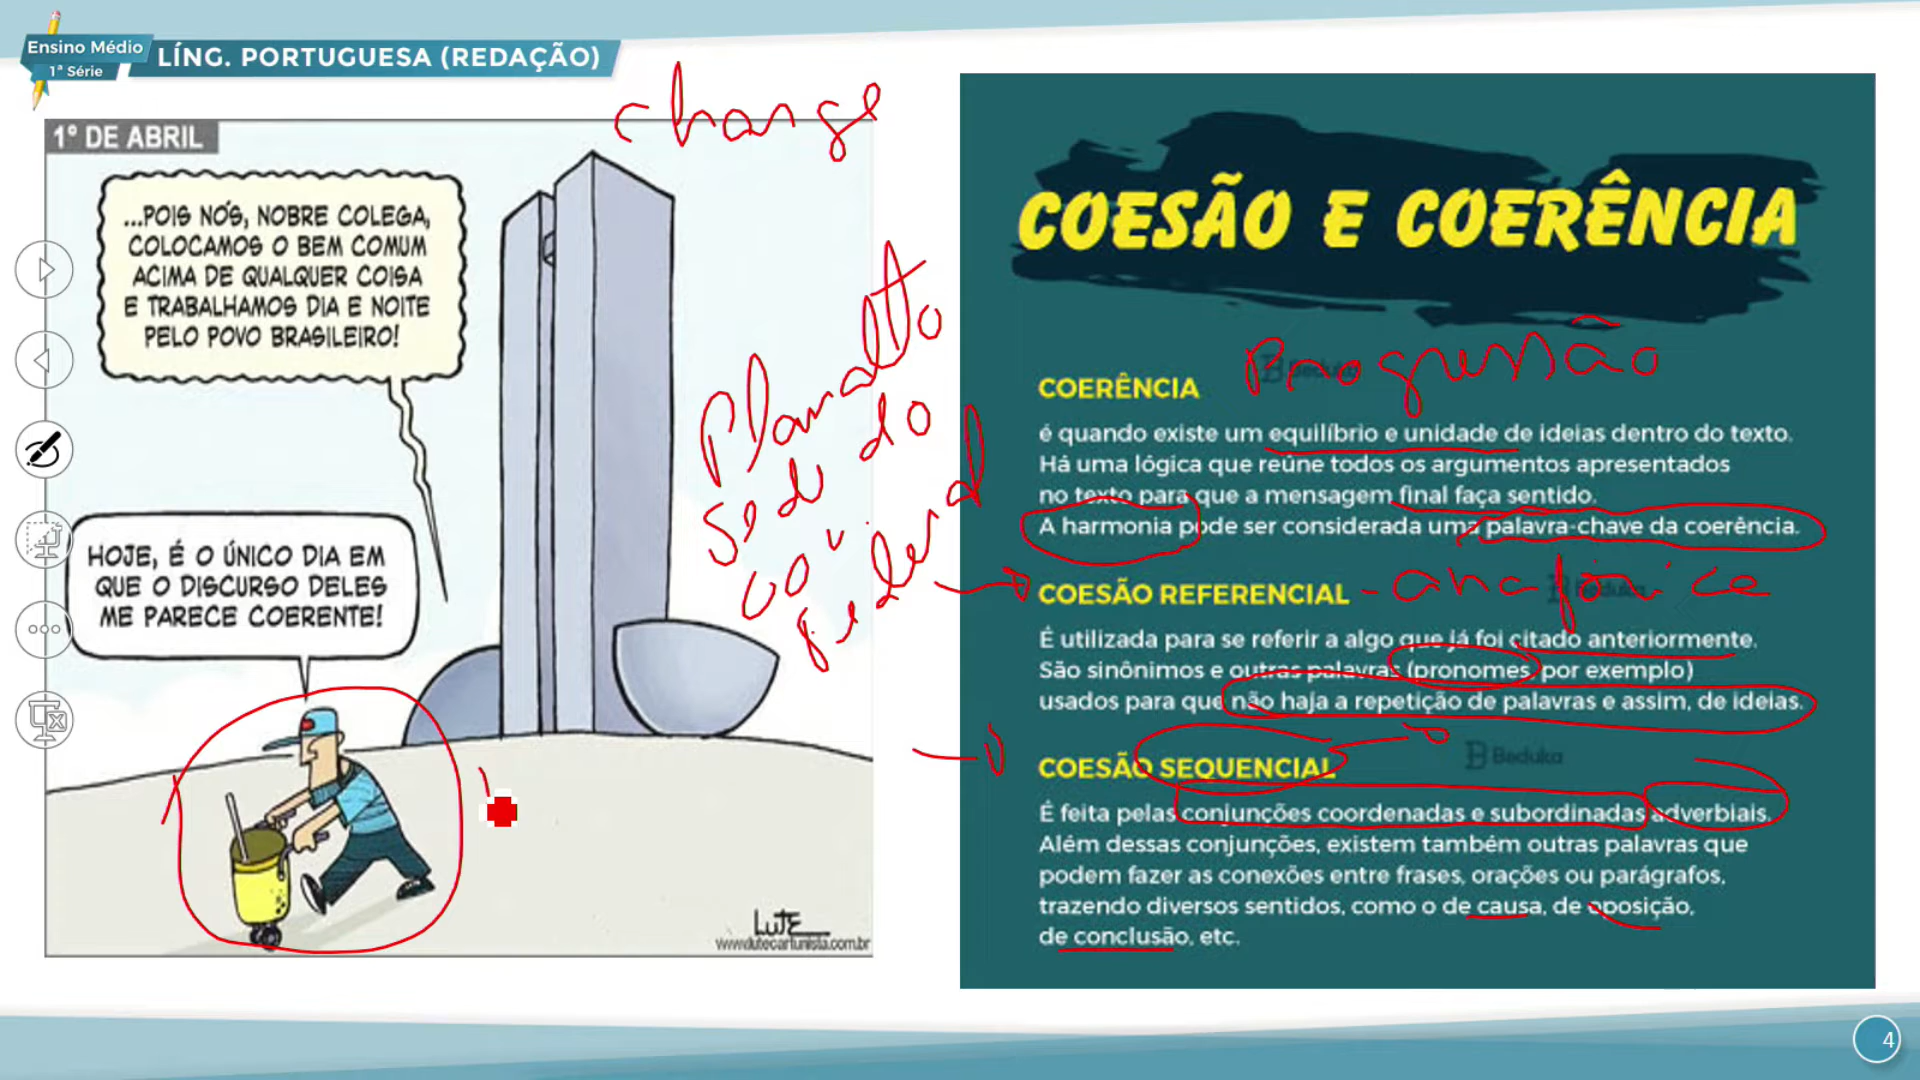 Ensino Médio
1ª Série
LÍNG. PORTUGUESA (REDAÇÃO)
charge
1º DE ABRIL
...POIS NÓS, NOBRE COLEGA,
COLOCAMOS O BEM COMUM
ACIMA DE QUALQUER COISA
E TRABALHAMOS DIA E NOITE
PELO POVO BRASILEIRO!
HOJE, É O ÚNICO DIA EM
QUE O DISCURSO DELES
ME PARECE COERENTE!
Planalto
Sede do
federal
LUTE
www.lutecartunista.com.br
COESÃO E COERÊNCIA
Progressão
Beduka
COERÊNCIA
é quando existe um equilíbrio e unidade de ideias dentro do texto.
Há uma lógica que reúne todos os argumentos apresentados
no texto para que a mensagem final faça sentido.
A harmonia pode ser considerada uma palavra-chave da coerência.
COESÃO REFERENCIAL - anafórica
Beduka
É utilizada para se referir a algo que já foi citado anteriormente.
São sinônimos e outras palavras (pronomes por exemplo)
usados para que não haja a repetição de palavras e assim, de ideias.
COESÃO SEQUENCIAL
Beduka
É feita pelas conjunções coordenadas e subordinadas adverbiais.
Além dessas conjunções, existem também outras palavras que
podem fazer as conexões entre frases, orações ou parágrafos,
trazendo diversos sentidos, como o de causa, de oposição,
de conclusão, etc.
4